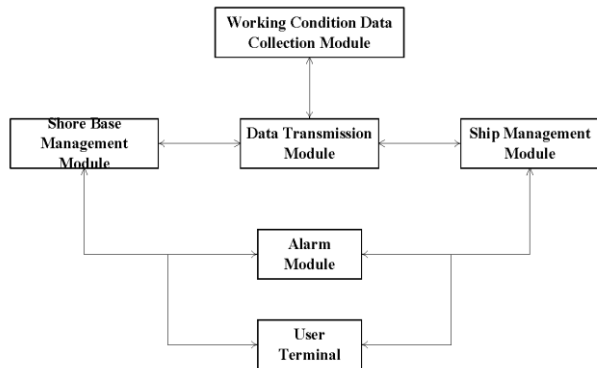 Working Condition Data
Collection Module
Shore Base
Management
Module
Data Transmission
Module
Ship Management
Module
Alarm
Module
User
Terminal